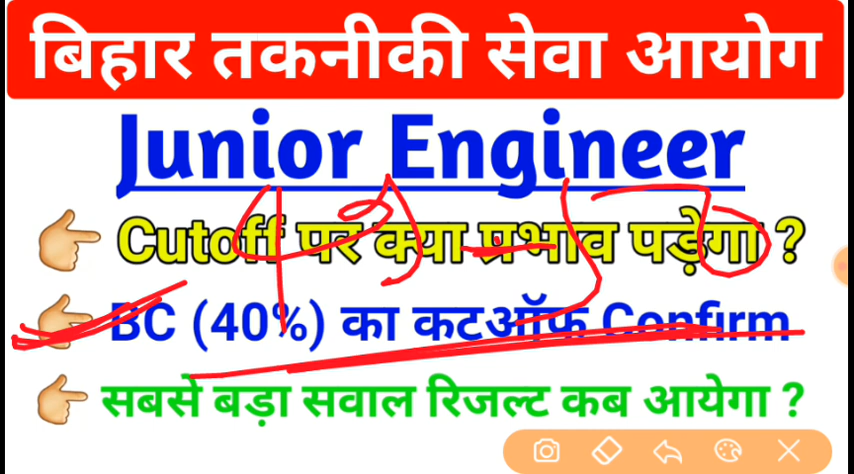 बिहार तकनीकी सेवा आयोग
Junior Engineer
Cutoff पर क्या प्रभाव पड़ेगा ?
BC (40%) का कटऑफ Confirm
सबसे बड़ा सवाल रिजल्ट कब आयेगा ?